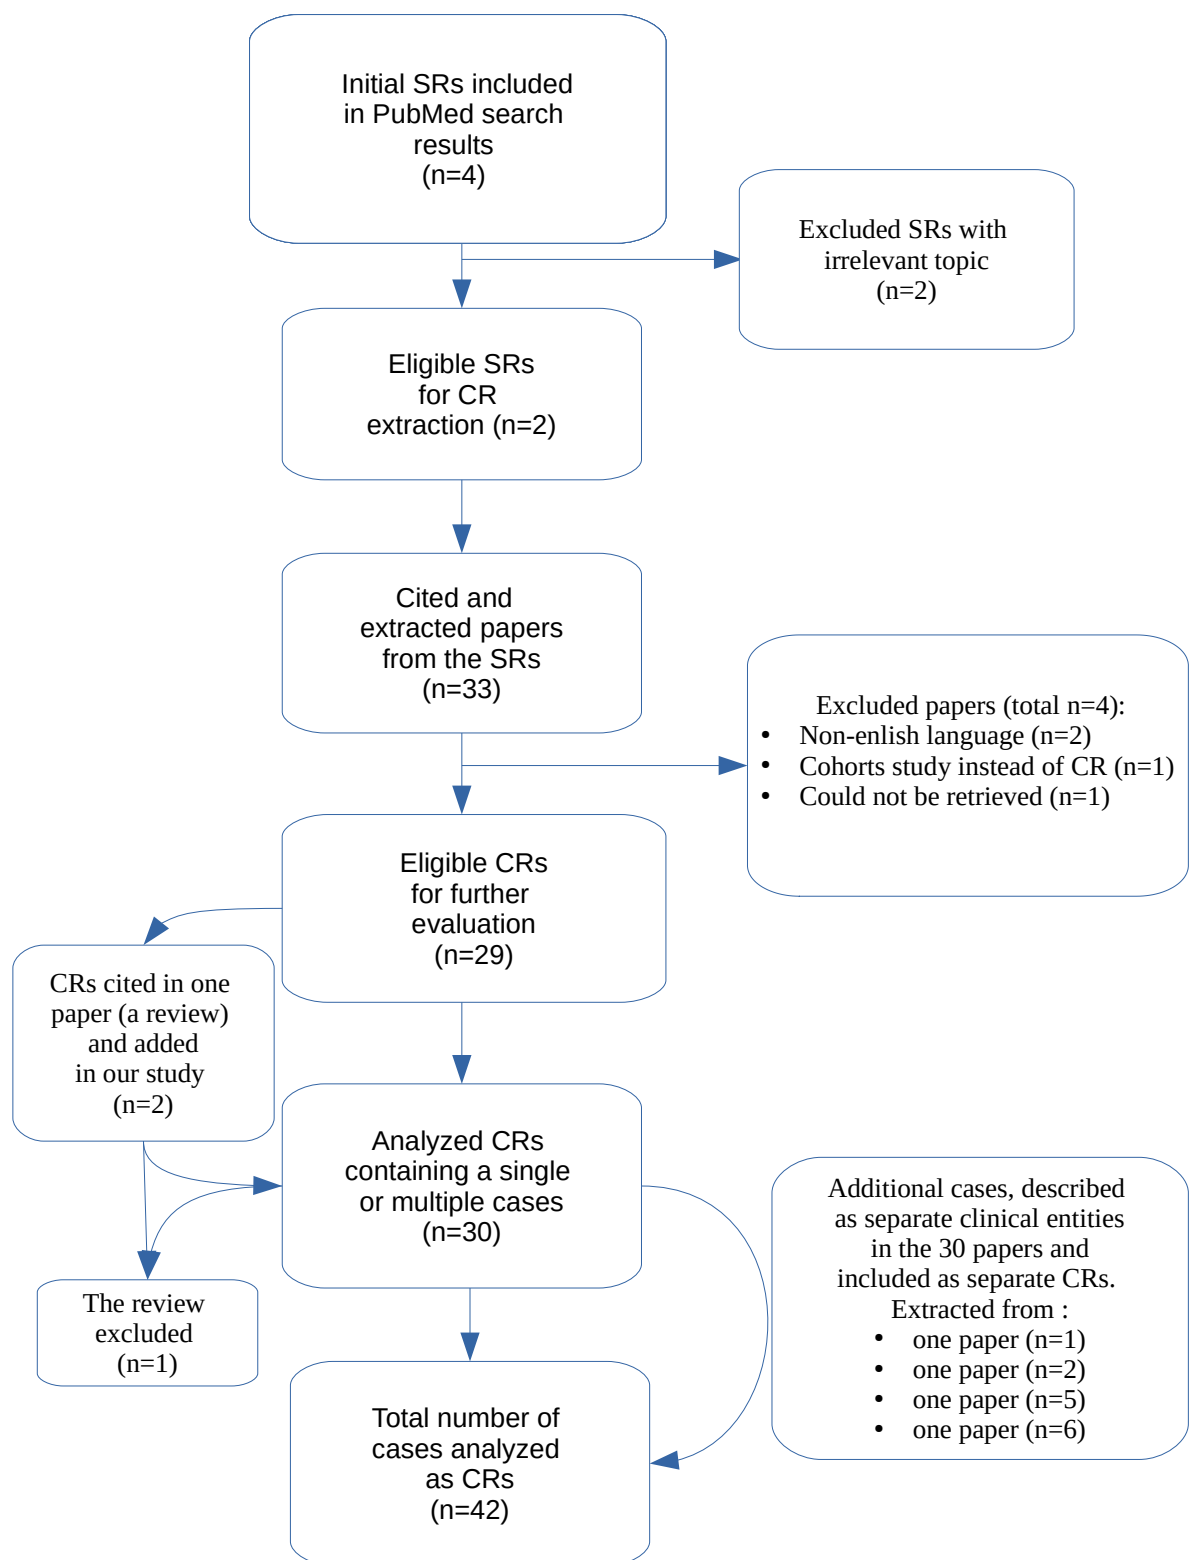 Initial SRs included
in PubMed search
results
(n=4)
Excluded SRs with
irrelevant topic
(n=2)
Eligible SRs
for CR
extraction (n=2)
Cited and
extracted papers
from the SRs
(n=33)
Excluded papers (total n=4):
• Non-enlish language (n=2)
• Cohorts study instead of CR (n=1)
• Could not be retrieved (n=1)
Eligible CRs
for further
evaluation
(n=29)
CRs cited in one
paper (a review)
and added
in our study
(n=2)
Analyzed CRs
containing a single
or multiple cases
(n=30)
Additional cases, described
as separate clinical entities
in the 30 papers and
included as separate CRs.
Extracted from :
• one paper (n=1)
• one paper (n=2)
• one paper (n=5)
• one paper (n=6)
The review
excluded
(n=1)
Total number of
cases analyzed
as CRs
(n=42)